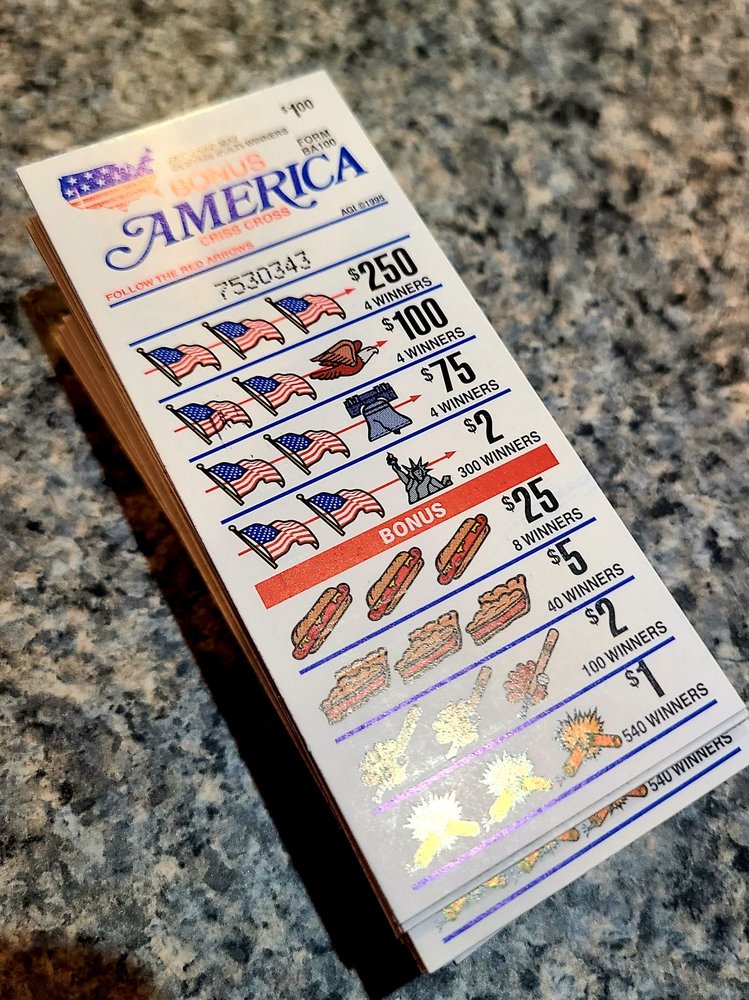 $1.00
FORM
BA100
BONUS
AMERICA
CRISS CROSS
AGI ©1995
FOLLOW THE RED ARROWS
7530343
$250
4 WINNERS
$100
4 WINNERS
$75
4 WINNERS
$2
300 WINNERS
BONUS
$25
8 WINNERS
$5
40 WINNERS
$2
100 WINNERS
$1
540 WINNERS
540 WINNERS